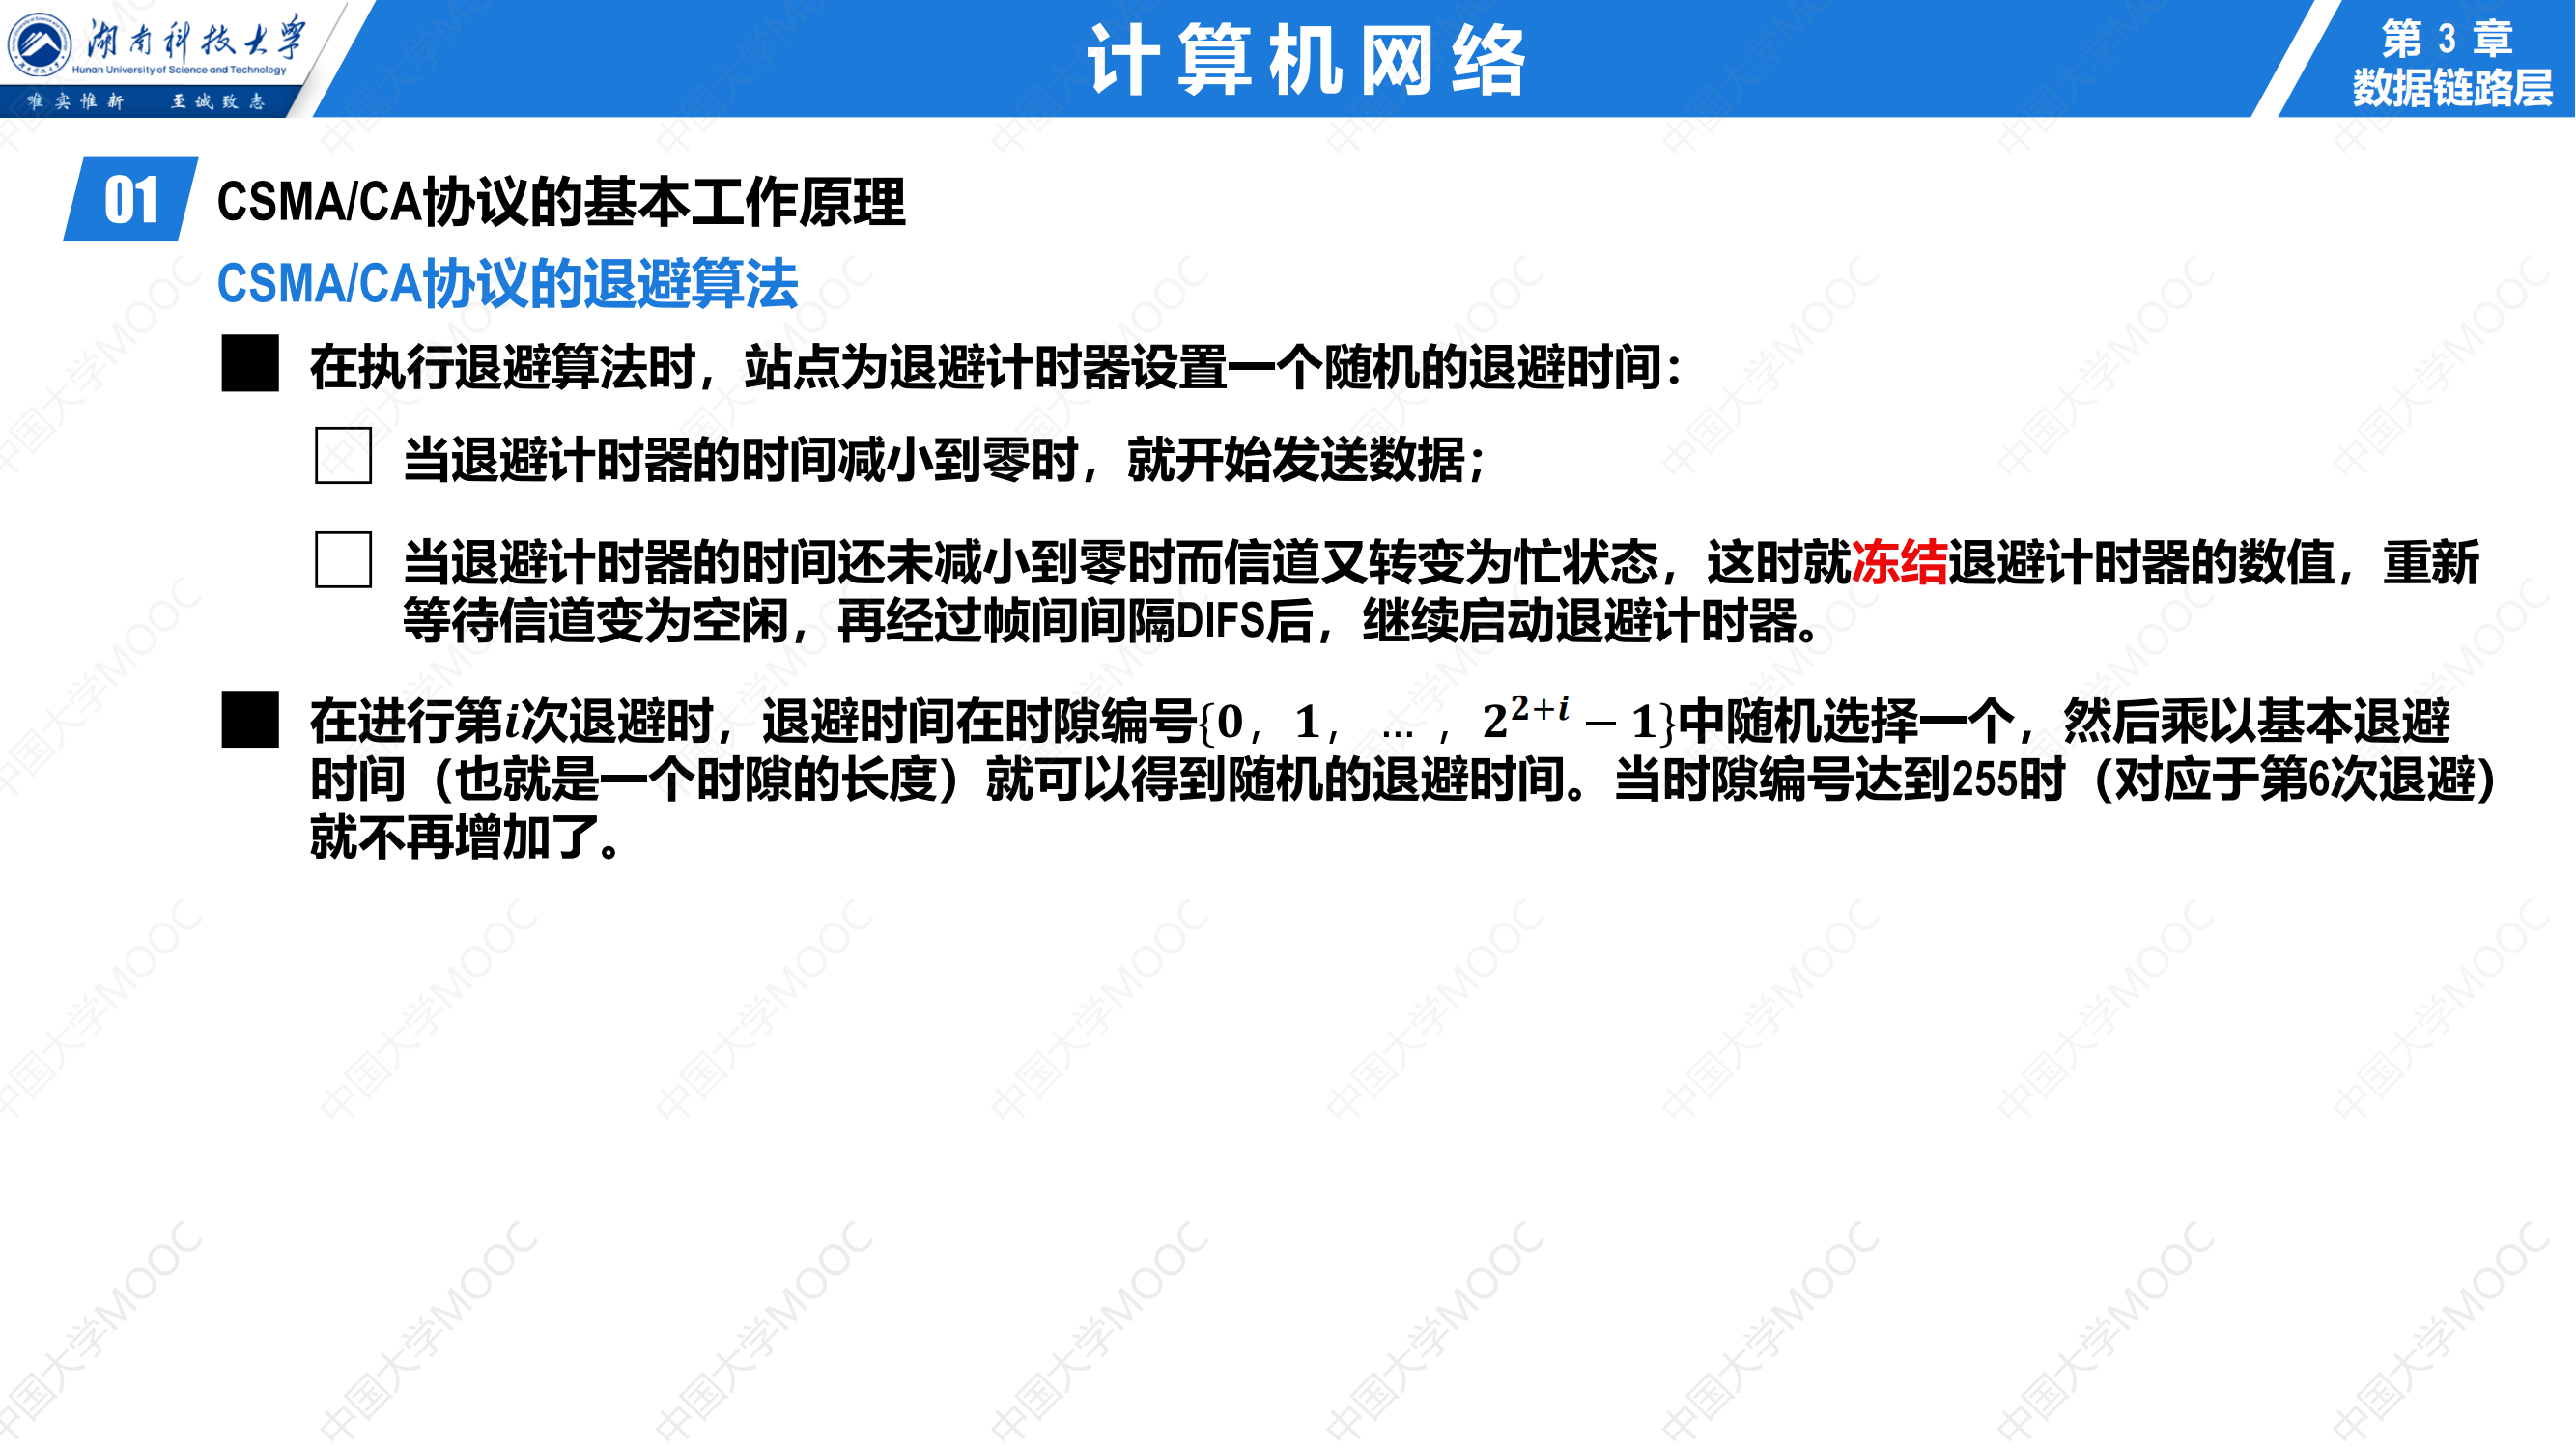 湖南科技大学
Hunan University of Science and Technology
唯实惟新 至诚致志
计算机网络
第 3 章
数据链路层
01
CSMA/CA协议的基本工作原理
CSMA/CA协议的退避算法
在执行退避算法时，站点为退避计时器设置一个随机的退避时间：
当退避计时器的时间减小到零时，就开始发送数据；
当退避计时器的时间还未减小到零时而信道又转变为忙状态，这时就冻结退避计时器的数值，重新
等待信道变为空闲，再经过帧间间隔DIFS后，继续启动退避计时器。
在进行第i次退避时，退避时间在时隙编号{0，1， … ，2^{2+i} − 1}中随机选择一个，然后乘以基本退避
时间（也就是一个时隙的长度）就可以得到随机的退避时间。当时隙编号达到255时（对应于第6次退避）
就不再增加了。
中国大学MOOC